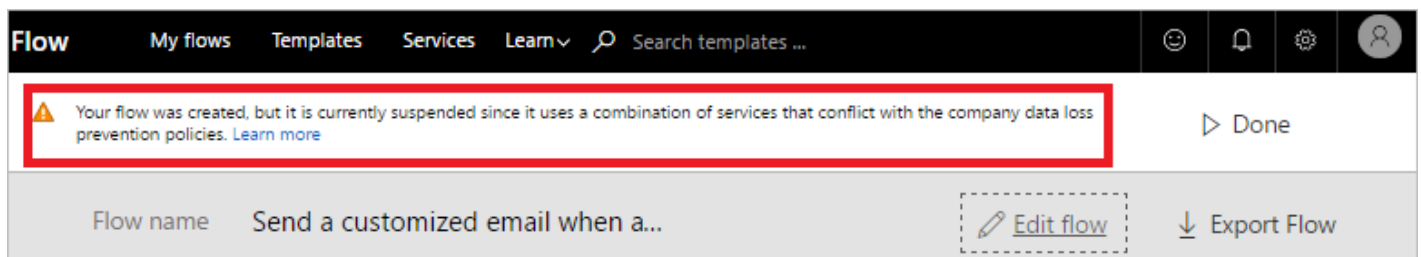 Flow My flows Templates Services Learn Search templates ...
Your flow was created, but it is currently suspended since it uses a combination of services that conflict with the company data loss
prevention policies. Learn more
Done
Flow name Send a customized email when a... Edit flow Export Flow